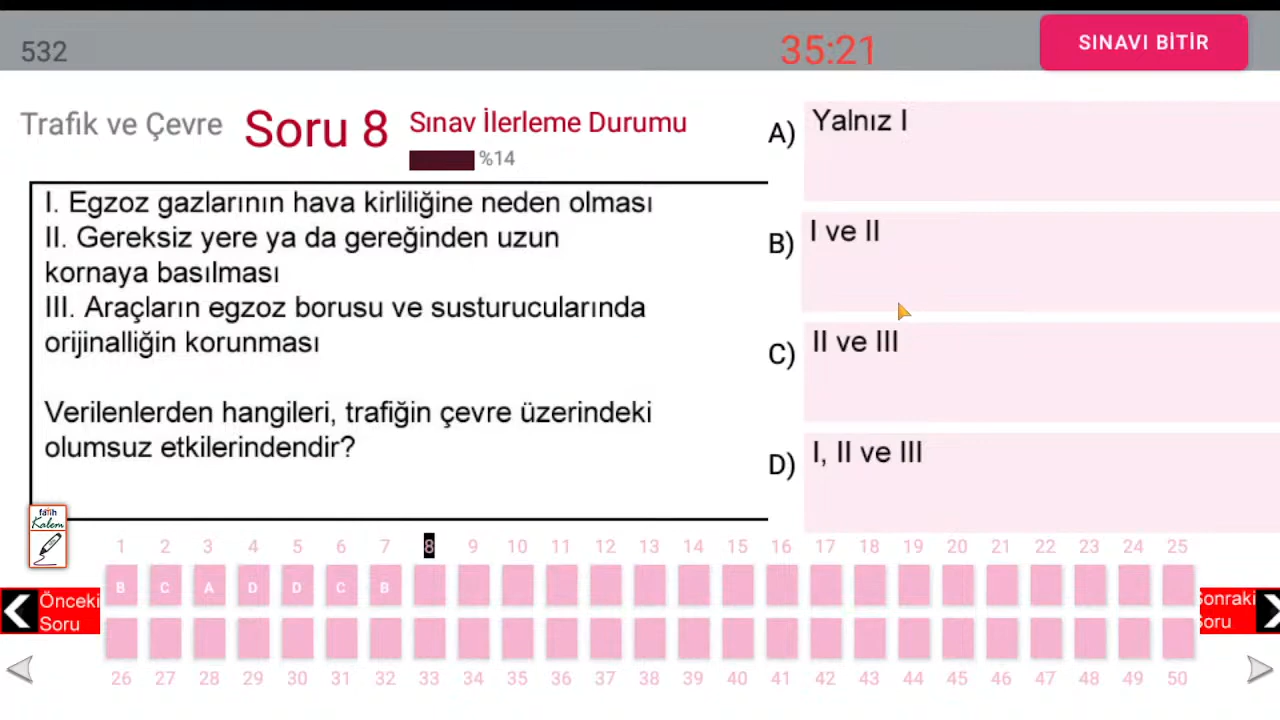 532
35:21
SINAVI BİTİR
Trafik ve Çevre
Soru 8
Sınav İlerleme Durumu
%14
I. Egzoz gazlarının hava kirliliğine neden olması
II. Gereksiz yere ya da gereğinden uzun
kornaya basılması
III. Araçların egzoz borusu ve susturucularında
orijinalliğin korunması
Verilenlerden hangileri, trafiğin çevre üzerindeki
olumsuz etkilerindendir?
A) Yalnız I
B) I ve II
C) II ve III
D) I, II ve III
fatih
Kalem
1 2 3 4 5 6 7 8 9 10 11 12 13 14 15 16 17 18 19 20 21 22 23 24 25
B C A D D C B
Önceki
Soru
Sonraki
Soru
26 27 28 29 30 31 32 33 34 35 36 37 38 39 40 41 42 43 44 45 46 47 48 49 50